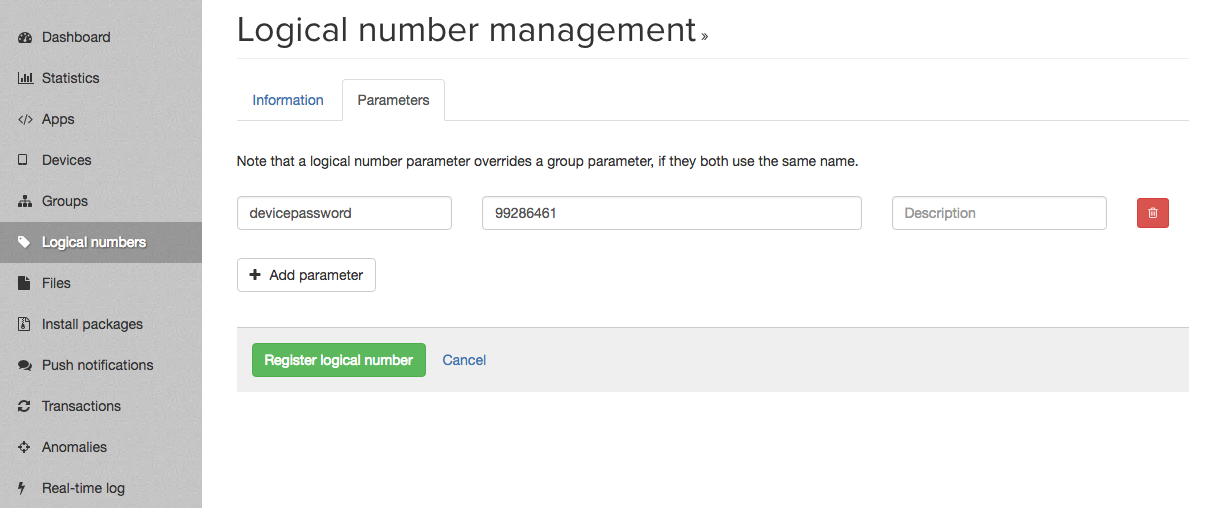 Dashboard
Statistics
Apps
Devices
Groups
Logical numbers
Files
Install packages
Push notifications
Transactions
Anomalies
Real-time log
Logical number management »
Information
Parameters
Note that a logical number parameter overrides a group parameter, if they both use the same name.
devicepassword
99286461
Description
Add parameter
Register logical number
Cancel